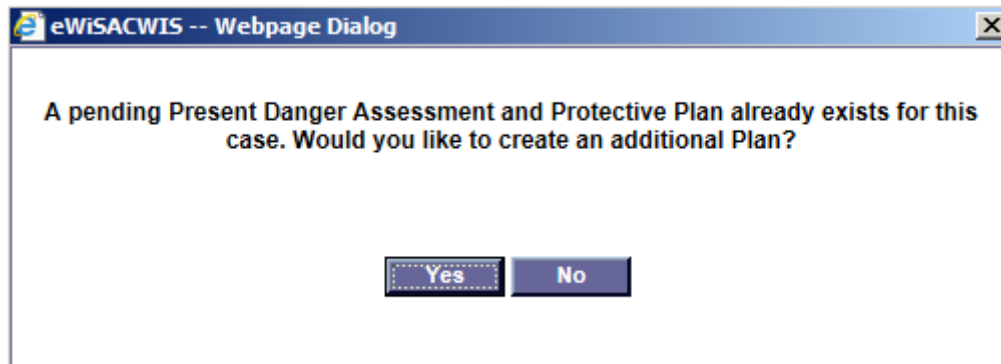 eWiSACWIS -- Webpage Dialog
A pending Present Danger Assessment and Protective Plan already exists for this
case. Would you like to create an additional Plan?
Yes No